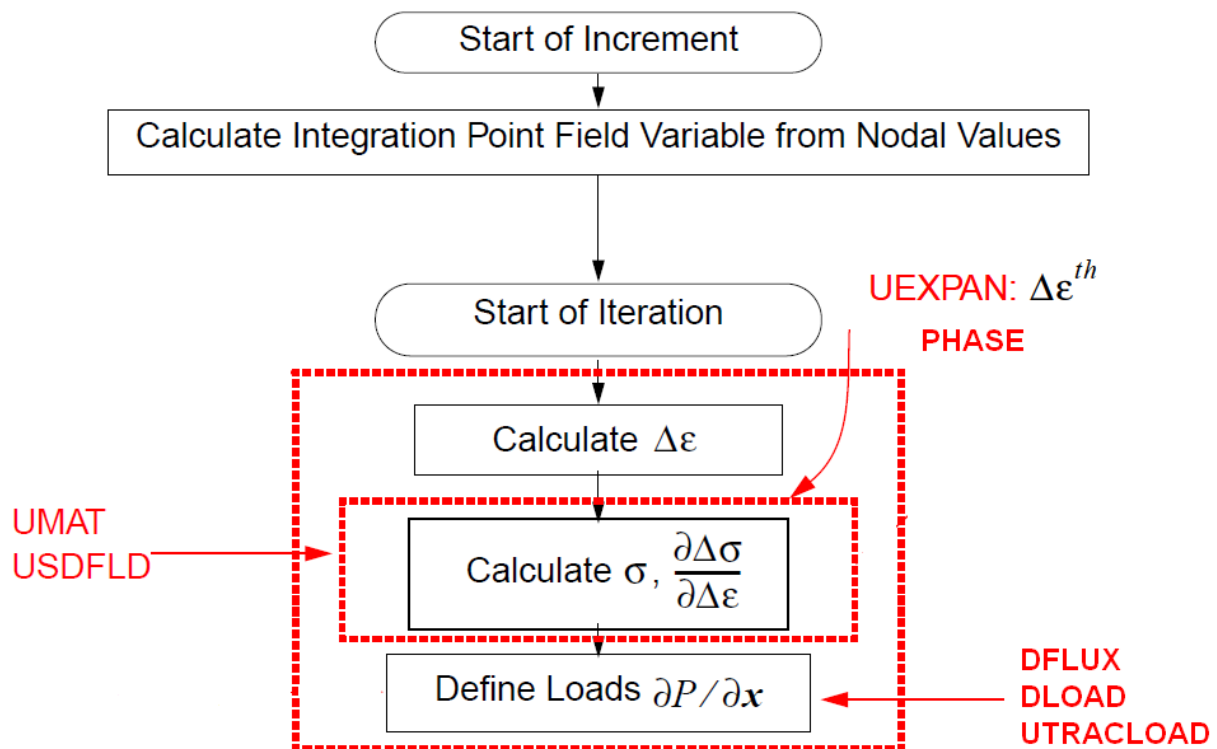 Start of Increment
Calculate Integration Point Field Variable from Nodal Values
UEXPAN: Δε^th
PHASE
Start of Iteration
Calculate Δε
UMAT
USDFLD
Calculate σ, ∂Δσ/∂Δε
Define Loads ∂P/∂x
DFLUX
DLOAD
UTRACLOAD